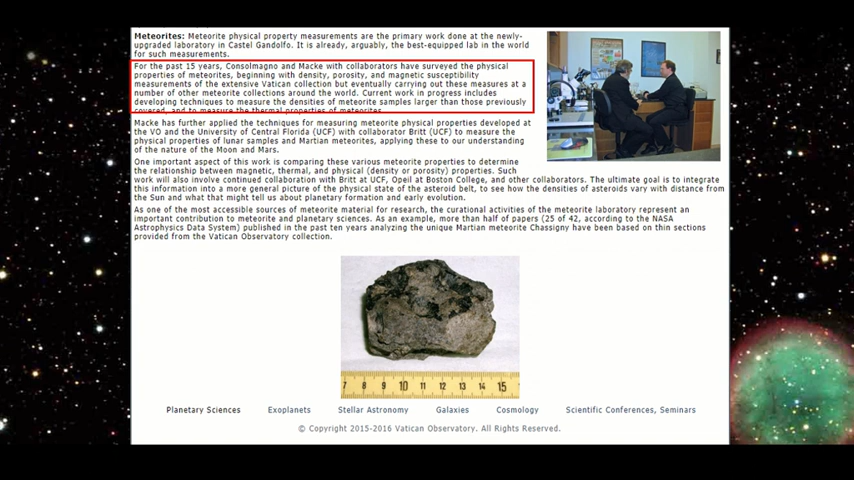 Meteorites: Meteorite physical property measurements are the primary work done at the newly-
upgraded laboratory in Castel Gandolfo. It is already, arguably, the best-equipped lab in the world
for such measurements.
For the past 15 years, Consolmagno and Macke with collaborators have surveyed the physical
properties of meteorites, beginning with density, porosity, and magnetic susceptibility
measurements of the extensive Vatican collection but eventually carrying out these measures at a
number of other meteorite collections around the world. Current work in progress includes
developing techniques to measure the densities of meteorite samples larger than those previously
covered, and to measure the thermal properties of meteorites.
Macke has further applied the techniques for measuring meteorite physical properties developed at
the VO and the University of Central Florida (UCF) with collaborator Britt (UCF) to measure the
physical properties of lunar samples and Martian meteorites, applying these to our understanding
of the nature of the Moon and Mars.
One important aspect of this work is comparing these various meteorite properties to determine
the relationship between magnetic, thermal, and physical (density or porosity) properties. Such
work will also involve continued collaboration with Britt at UCF, Opeil at Boston College, and other collaborators. The ultimate goal is to integrate
this information into a more general picture of the physical state of the asteroid belt, to see how the densities of asteroids vary with distance from
the Sun and what that might tell us about planetary formation and early evolution.
As one of the most accessible sources of meteorite material for research, the curational activities of the meteorite laboratory represent an
important contribution to meteorite and planetary sciences. As an example, more than half of papers (25 of 42, according to the NASA
Astrophysics Data System) published in the past ten years analyzing the unique Martian meteorite Chassigny have been based on thin sections
provided from the Vatican Observatory collection.
7 8 9 10 11 12 13 14 15
Planetary Sciences Exoplanets Stellar Astronomy Galaxies Cosmology Scientific Conferences, Seminars
© Copyright 2015-2016 Vatican Observatory. All Rights Reserved.